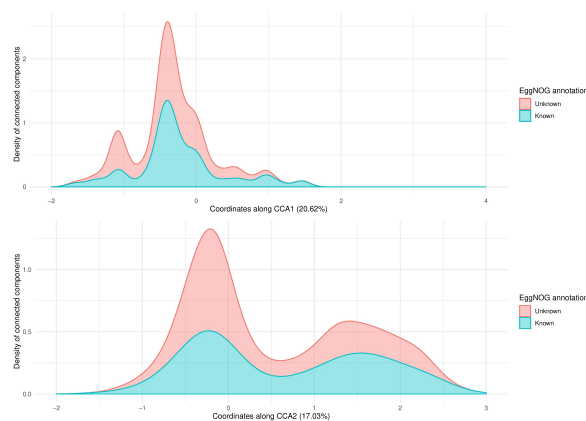 Density of connected components
2
1
0
−2
0
2
4
Coordinates along CCA1 (20.62%)
EggNOG annotation
Unknown
Known
Density of connected components
1.0
0.5
0.0
−2
−1
0
1
2
3
Coordinates along CCA2 (17.03%)
EggNOG annotation
Unknown
Known